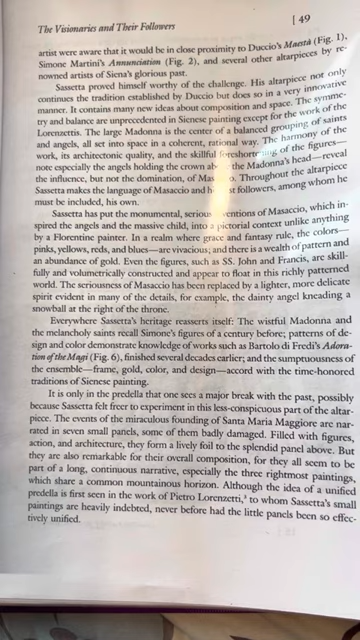 The Visionaries and Their Followers | 49
artist were aware that it would be in close proximity to Duccio's Maestà (Fig. 1),
Simone Martini's Annunciation (Fig. 2), and several other altarpieces by re-
nowned artists of Siena's glorious past.
Sassetta proved himself worthy of the challenge. His altarpiece not only
continues the tradition established by Duccio but does so in a very innovative
manner. It contains many new ideas about composition and space. The symme-
try and balance are unprecedented in Sienese painting except for the work of the
Lorenzettis. The large Madonna is the center of a balanced grouping of saints
and angels, all set into space in a coherent, rational way. The harmony of the
work, its architectonic quality, and the skillful foreshortening of the figures—
note especially the angels holding the crown ab the Madonna's head—reveal
the influence, but not the domination, of Mas o. Throughout the altarpiece
Sassetta makes the language of Masaccio and h st followers, among whom he
must be included, his own.
Sassetta has put the monumental, serious ventions of Masaccio, which in-
spired the angels and the massive child, into a pictorial context unlike anything
by a Florentine painter. In a realm where grace and fantasy rule, the colors—
pinks, yellows, reds, and blues—are vivacious; and there is a wealth of pattern and
an abundance of gold. Even the figures, such as SS. John and Francis, are skill-
fully and volumetrically constructed and appear to float in this richly patterned
world. The seriousness of Masaccio has been replaced by a lighter, more delicate
spirit evident in many of the details, for example, the dainty angel kneading a
snowball at the right of the throne.
Everywhere Sassetta's heritage reasserts itself: The wistful Madonna and
the melancholy saints recall Simone's figures of a century before; patterns of de-
sign and color demonstrate knowledge of works such as Bartolo di Fredi's Adora-
tion of the Magi (Fig. 6), finished several decades earlier; and the sumptuousness of
the ensemble—frame, gold, color, and design—accord with the time-honored
traditions of Sienese painting.
It is only in the predella that one sees a major break with the past, possibly
because Sassetta felt freer to experiment in this less-conspicuous part of the altar-
piece. The events of the miraculous founding of Santa Maria Maggiore are nar-
rated in seven small panels, some of them badly damaged. Filled with figures,
action, and architecture, they form a lively foil to the splendid panel above. But
they are also remarkable for their overall composition, for they all seem to be
part of a long, continuous narrative, especially the three rightmost paintings,
which share a common mountainous horizon. Although the idea of a unified
predella is first seen in the work of Pietro Lorenzetti, to whom Sassetta's small
paintings are heavily indebted, never before had the little panels been so effec-
tively unified.